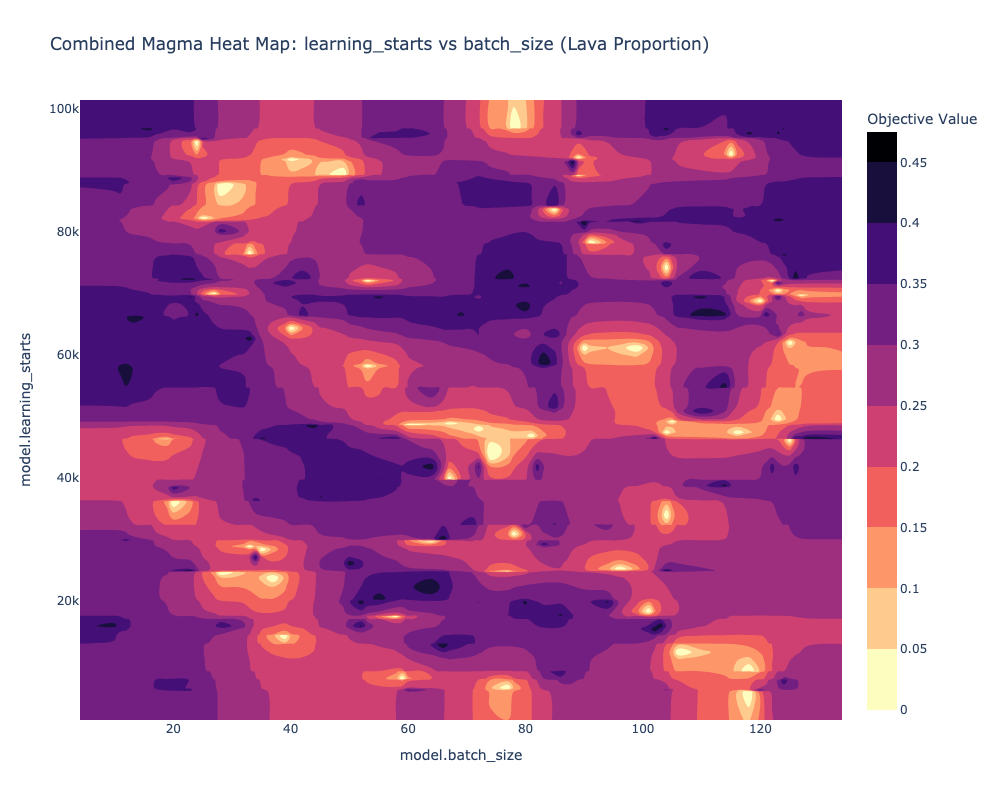 Combined Magma Heat Map: learning_starts vs batch_size (Lava Proportion)
Objective Value
100k
80k
60k
40k
20k
model.learning_starts
0.45
0.4
0.35
0.3
0.25
0.2
0.15
0.1
0.05
0
20
40
60
80
100
120
model.batch_size